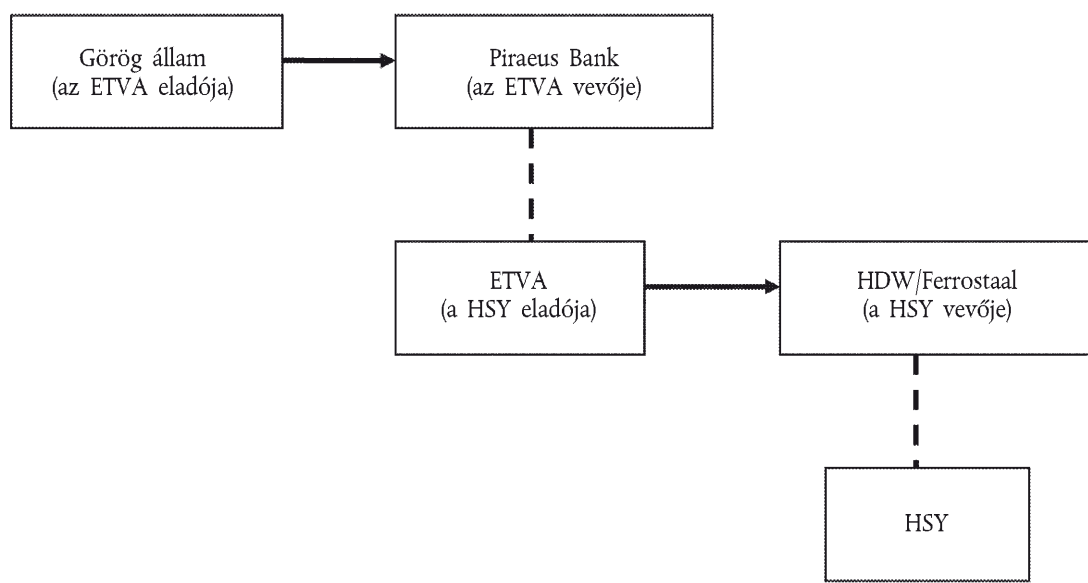 Görög állam
(az ETVA eladója)
Piraeus Bank
(az ETVA vevője)
ETVA
(a HSY eladója)
HDW/Ferrostaal
(a HSY vevője)
HSY